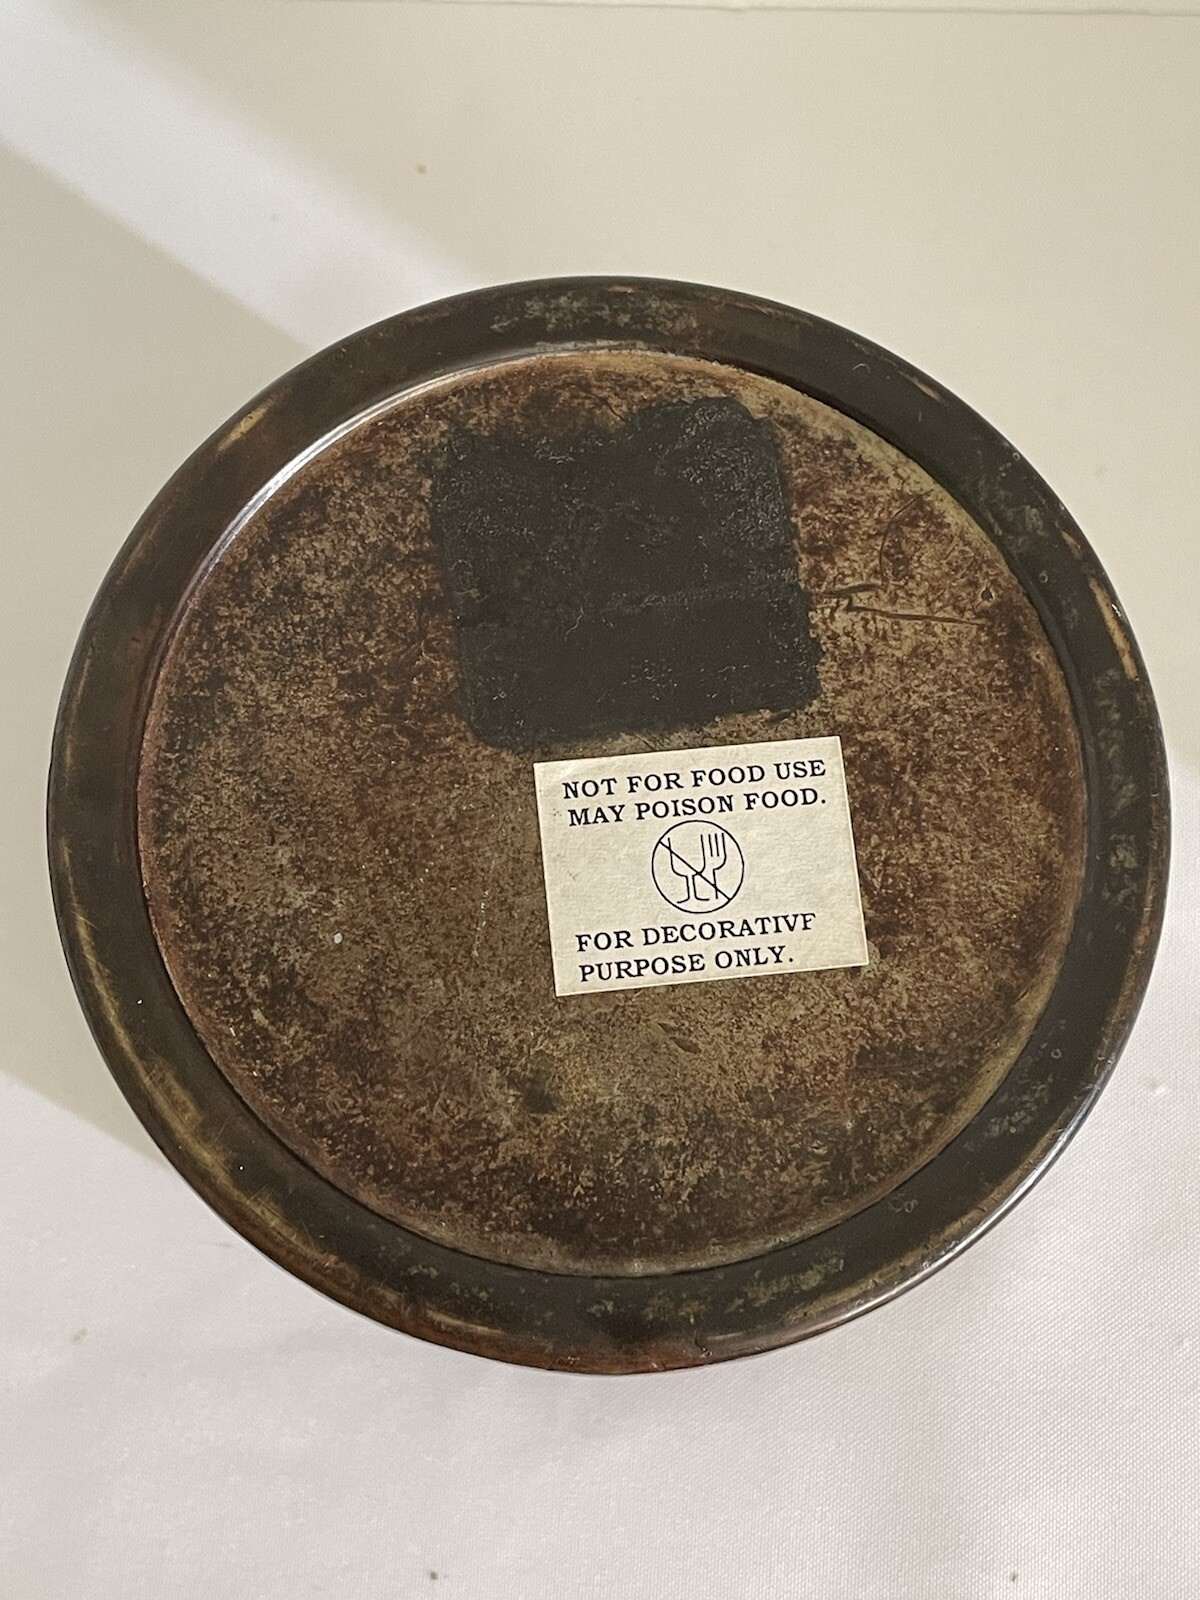 NOT FOR FOOD USE
MAY POISON FOOD.
FOR DECORATIVF
PURPOSE ONLY.